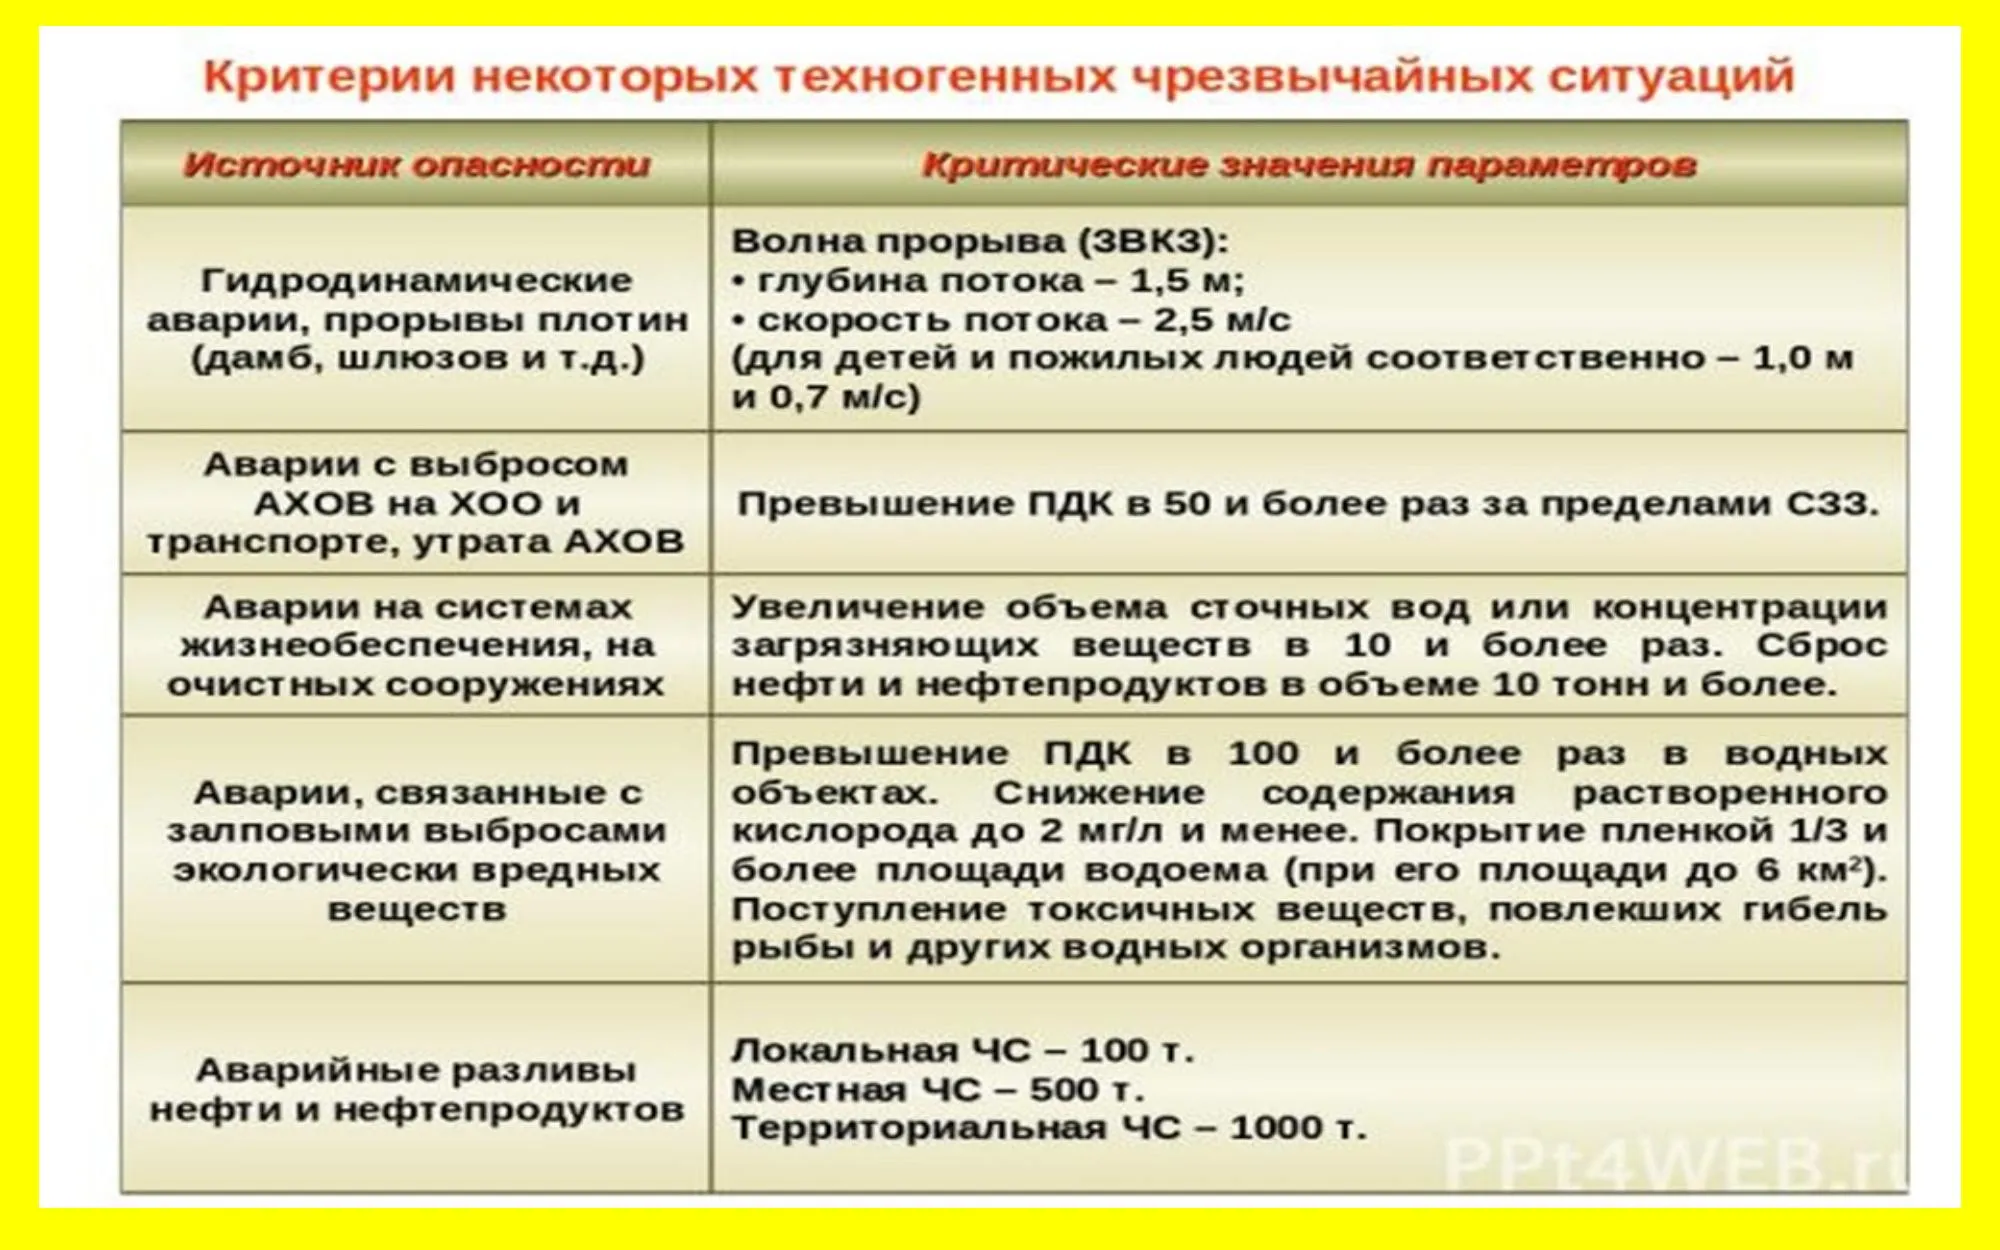 Критерии некоторых техногенных чрезвычайных ситуаций
Источник опасности
Критические значения параметров
Гидродинамические
аварии, прорывы плотин
(дамб, шлюзов и т.д.)
Волна прорыва (ЗВКЗ):
• глубина потока – 1,5 м;
• скорость потока – 2,5 м/с
(для детей и пожилых людей соответственно – 1,0 м
и 0,7 м/с)
Аварии с выбросом
АХОВ на ХОО и
транспорте, утрата АХОВ
Превышение ПДК в 50 и более раз за пределами СЗЗ.
Аварии на системах
жизнеобеспечения, на
очистных сооружениях
Увеличение объема сточных вод или концентрации
загрязняющих веществ в 10 и более раз. Сброс
нефти и нефтепродуктов в объеме 10 тонн и более.
Аварии, связанные с
залповыми выбросами
экологически вредных
веществ
Превышение ПДК в 100 и более раз в водных
объектах. Снижение содержания растворенного
кислорода до 2 мг/л и менее. Покрытие пленкой 1/3 и
более площади водоема (при его площади до 6 км²).
Поступление токсичных веществ, повлекших гибель
рыбы и других водных организмов.
Аварийные разливы
нефти и нефтепродуктов
Локальная ЧС – 100 т.
Местная ЧС – 500 т.
Территориальная ЧС – 1000 т.
PPt4WEB.ru